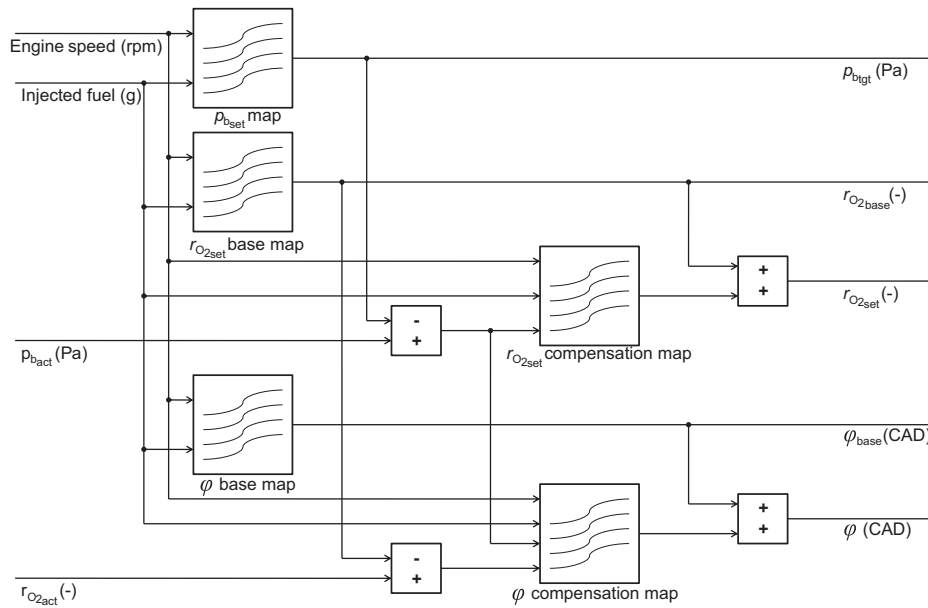 Engine speed (rpm)
Injected fuel (g)
p_bset map
p_btgt (Pa)
r_O2set base map
r_O2base (-)
+
+
r_O2set (-)
-
+
p_bact (Pa)
r_O2set compensation map
φ base map
φ_base (CAD)
+
+
φ (CAD)
-
+
r_O2act (-)
φ compensation map